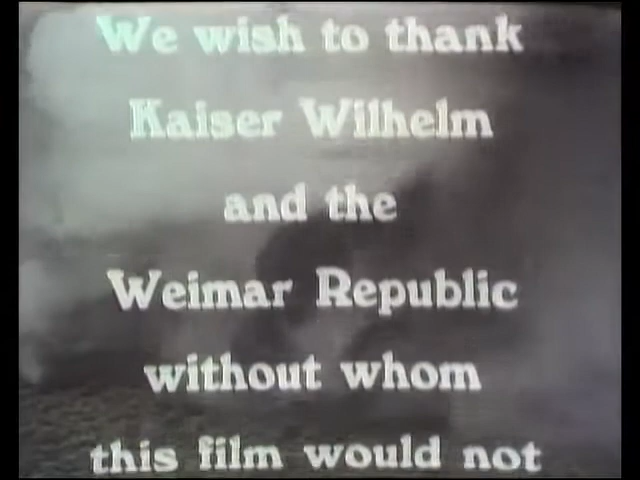 We wish to thank
Kaiser Wilhelm
and the
Weimar Republic
without whom
this film would not